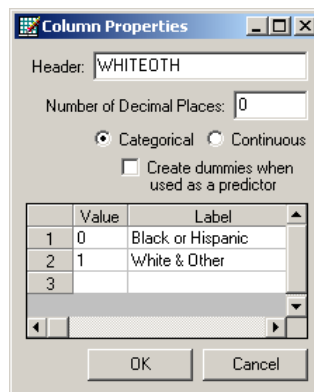 Column Properties
Header: WHITEOTH
Number of Decimal Places: 0
Categorical Continuous
Create dummies when
used as a predictor
Value Label
1 0 Black or Hispanic
2 1 White & Other
3
OK Cancel